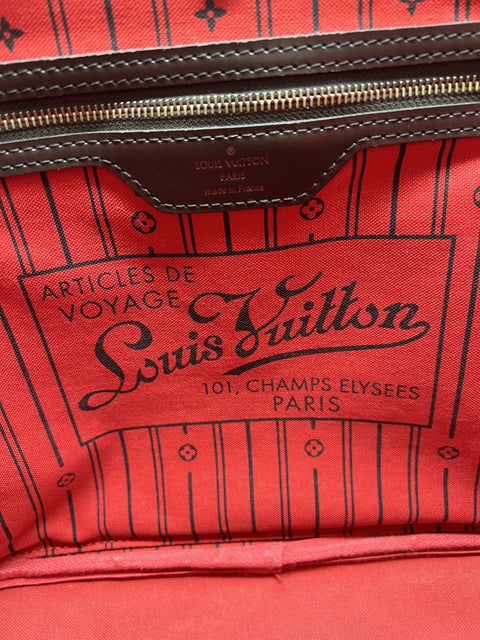 ®
LOUIS VUITTON
PARIS
made in France
ARTICLES DE
VOYAGE
Louis Vuitton
101, CHAMPS ELYSEES
PARIS